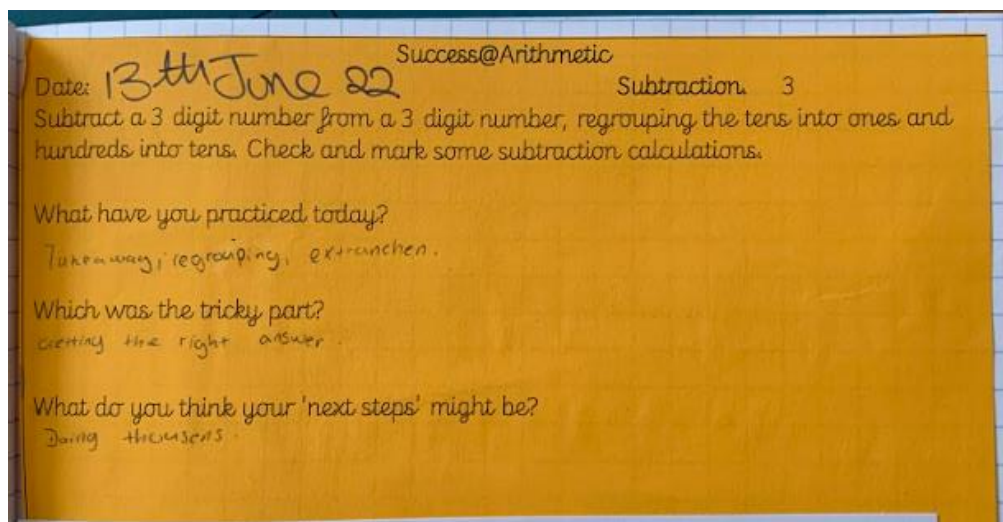 Success@Arithmetic
Date: 13th June 22
Subtraction. 3
Subtract a 3 digit number from a 3 digit number, regrouping the tens into ones and
hundreds into tens. Check and mark some subtraction calculations.
What have you practiced today?
Takeaway, regrouping, extranchen.
Which was the tricky part?
Getting the right answer.
What do you think your 'next steps' might be?
Doing thousens.